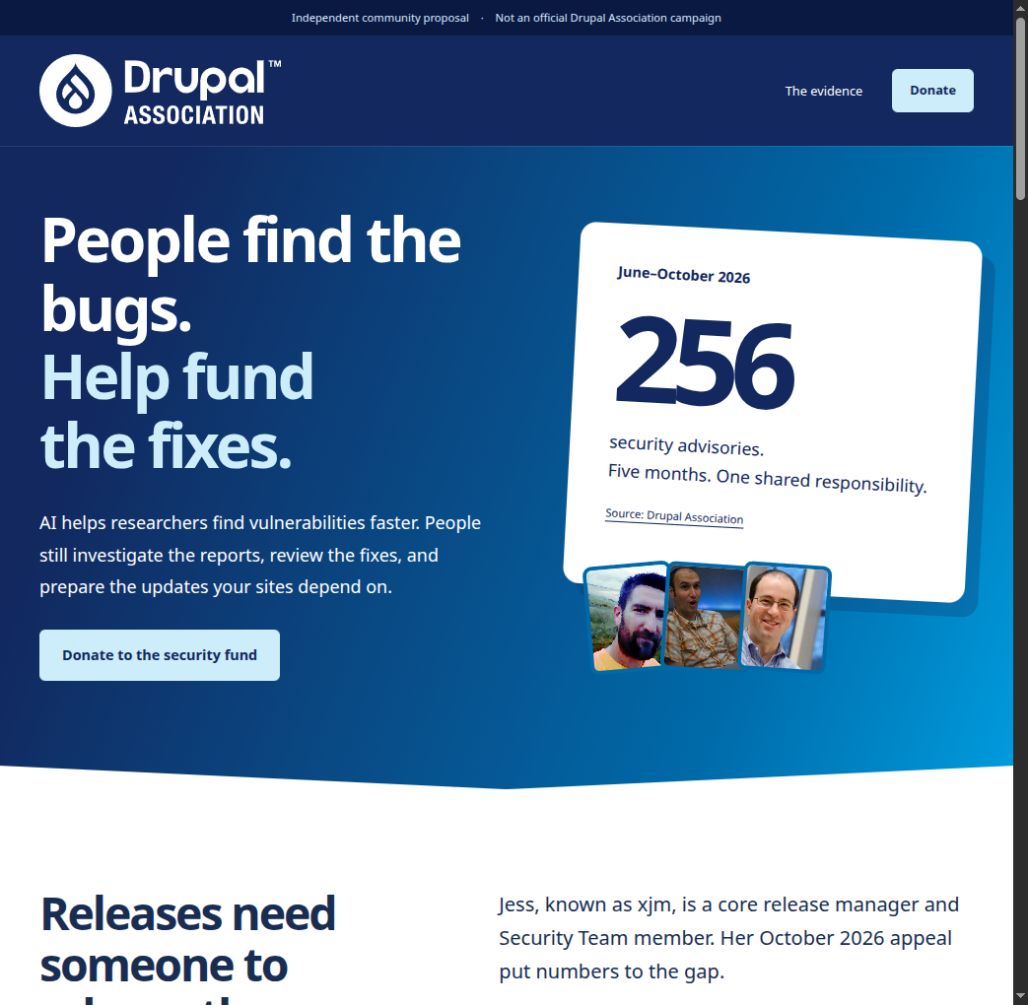 Independent community proposal · Not an official Drupal Association campaign
Drupal™
ASSOCIATION
The evidence
Donate
People find the
bugs.
Help fund
the fixes.
AI helps researchers find vulnerabilities faster. People
still investigate the reports, review the fixes, and
prepare the updates your sites depend on.
Donate to the security fund
June–October 2026
256
security advisories.
Five months. One shared responsibility.
Source: Drupal Association
Releases need
someone to
Jess, known as xjm, is a core release manager and
Security Team member. Her October 2026 appeal
put numbers to the gap.